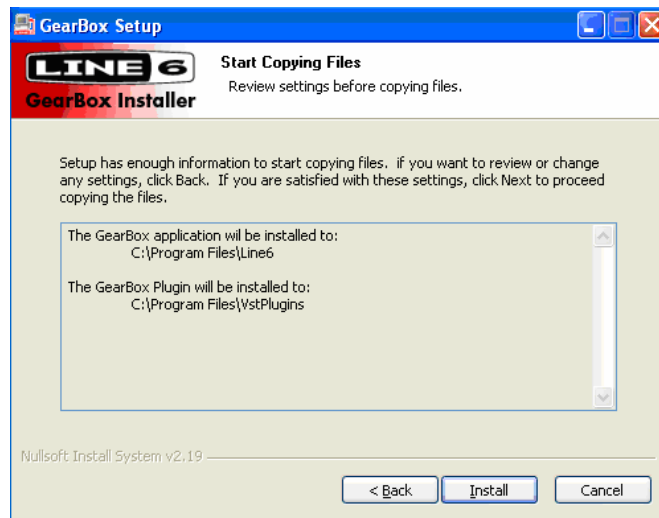 GearBox Setup
LINE 6
GearBox Installer
Start Copying Files
Review settings before copying files.
Setup has enough information to start copying files. if you want to review or change
any settings, click Back. If you are satisfied with these settings, click Next to proceed
copying the files.
The GearBox application wil be installed to:
C:\Program Files\Line6
The GearBox Plugin will be installed to:
C:\Program Files\VstPlugins
Nullsoft Install System v2.19
< Back
Install
Cancel